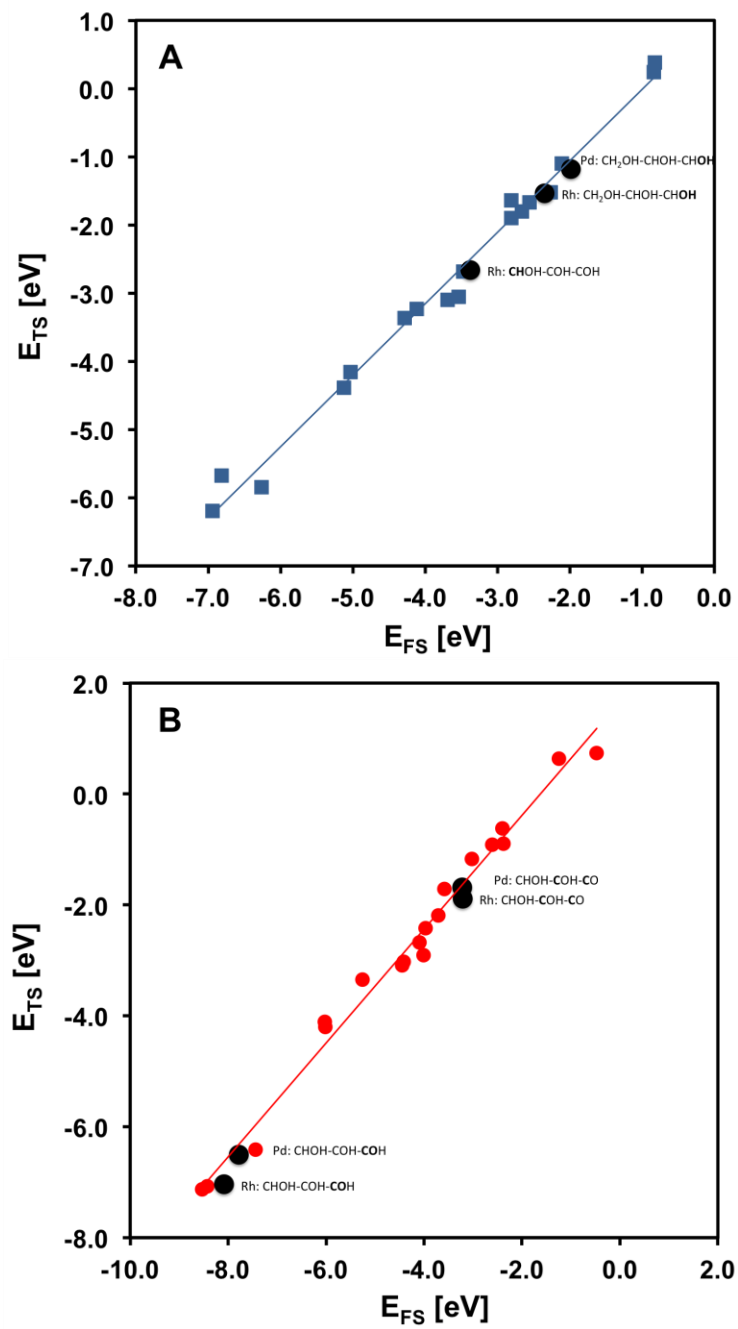 A
1.0
0.0
-1.0
-2.0
-3.0
-4.0
-5.0
-6.0
-7.0
E_TS [eV]
Pd: CH₂OH-CHOH-CHOH
Rh: CH₂OH-CHOH-CHOH
Rh: CHOH-COH-COH
-8.0 -7.0 -6.0 -5.0 -4.0 -3.0 -2.0 -1.0 0.0
E_FS [eV]
B
2.0
0.0
-2.0
-4.0
-6.0
-8.0
E_TS [eV]
Pd: CHOH-COH-CO
Rh: CHOH-COH-CO
Pd: CHOH-COH-COH
Rh: CHOH-COH-COH
-10.0 -8.0 -6.0 -4.0 -2.0 0.0 2.0
E_FS [eV]